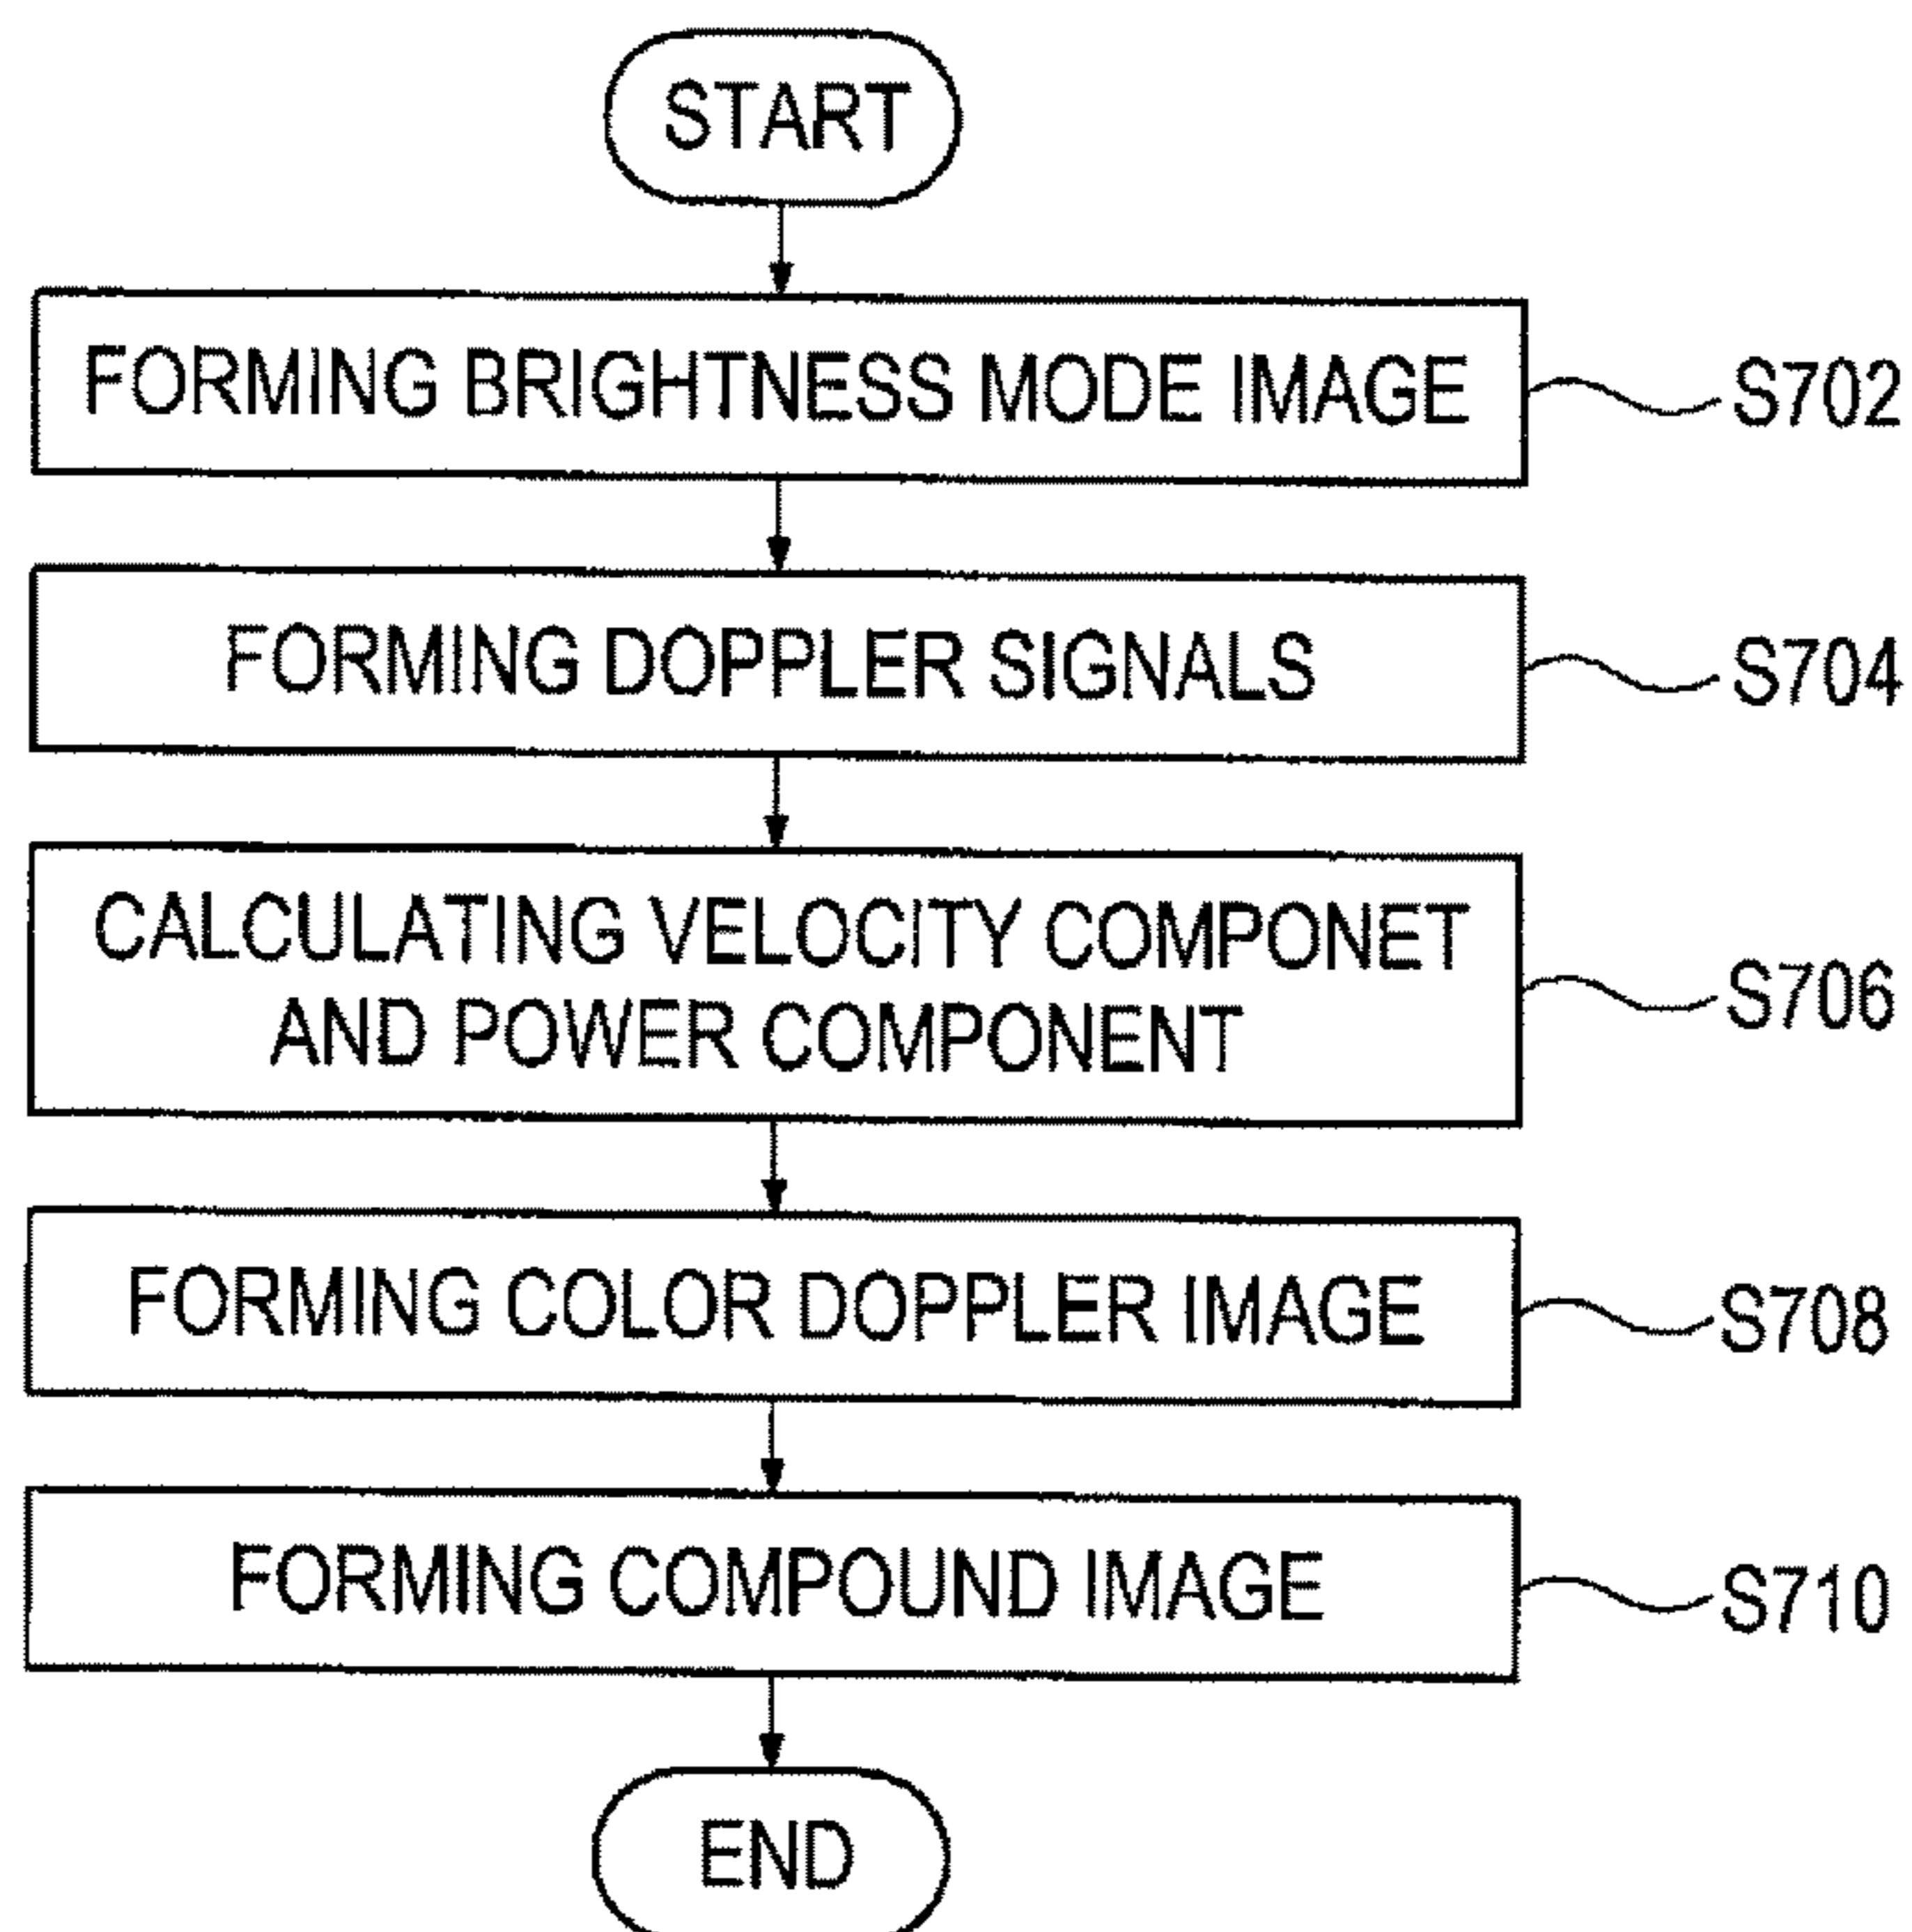 START
FORMING BRIGHTNESS MODE IMAGE
S702
FORMING DOPPLER SIGNALS
S704
CALCULATING VELOCITY COMPONET
AND POWER COMPONENT
S706
FORMING COLOR DOPPLER IMAGE
S708
FORMING COMPOUND IMAGE
S710
END